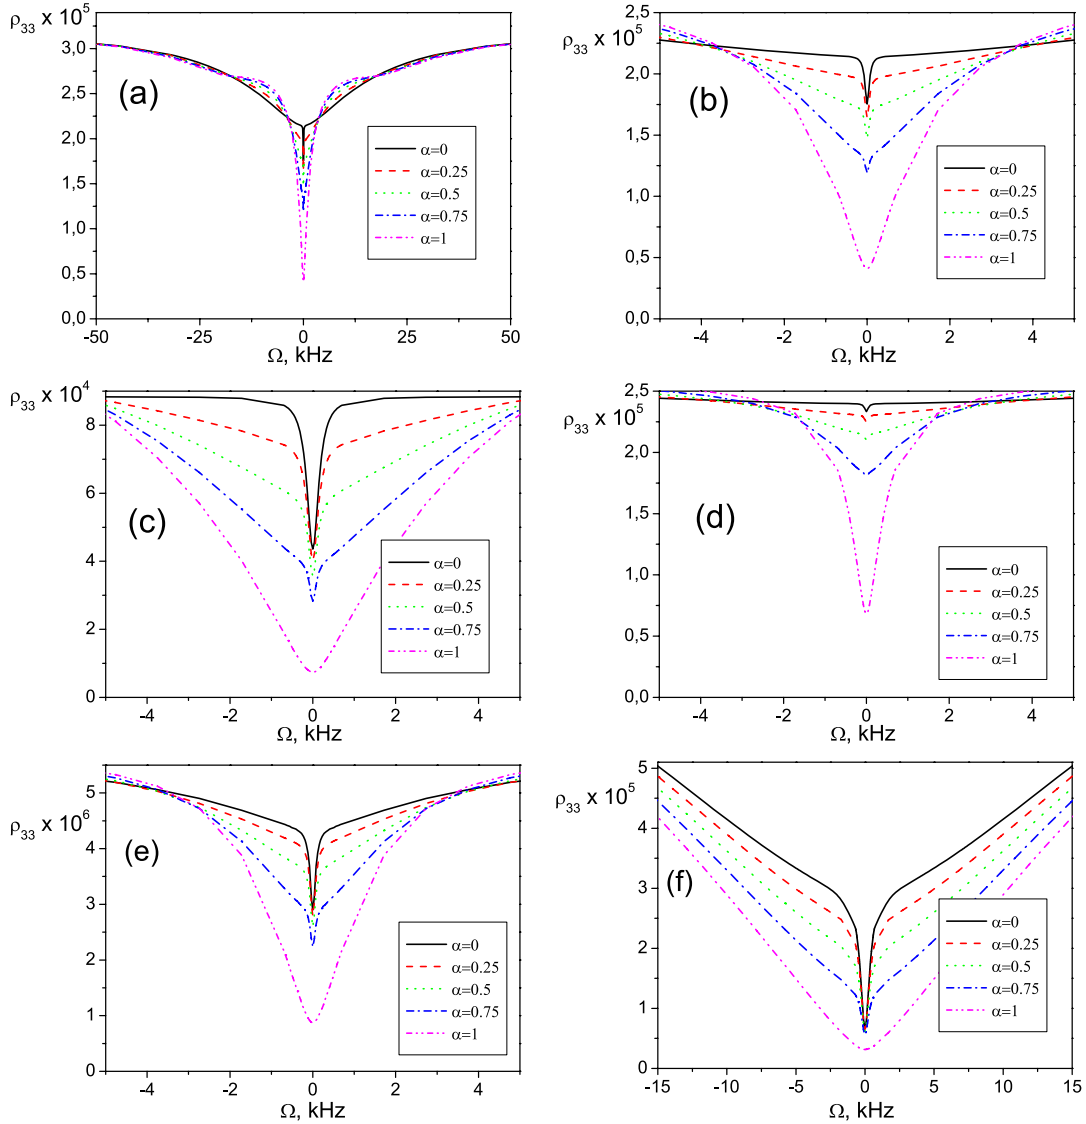 ρ33 x 10^5
3,0
2,5
2,0
1,5
1,0
0,5
0,0
(a)
α=0
α=0.25
α=0.5
α=0.75
α=1
-50 -25 0 25 50
Ω, kHz
ρ33 x 10^5
2,5
2,0
1,5
1,0
0,5
0,0
(b)
α=0
α=0.25
α=0.5
α=0.75
α=1
-4 -2 0 2 4
Ω, kHz
ρ33 x 10^4
8
6
4
2
0
(c)
α=0
α=0.25
α=0.5
α=0.75
α=1
-4 -2 0 2 4
Ω, kHz
ρ33 x 10^5
2,5
2,0
1,5
1,0
0,5
0,0
(d)
α=0
α=0.25
α=0.5
α=0.75
α=1
-4 -2 0 2 4
Ω, kHz
ρ33 x 10^6
5
4
3
2
1
0
(e)
α=0
α=0.25
α=0.5
α=0.75
α=1
-4 -2 0 2 4
Ω, kHz
ρ33 x 10^5
5
4
3
2
1
0
(f)
α=0
α=0.25
α=0.5
α=0.75
α=1
-15 -10 -5 0 5 10 15
Ω, kHz